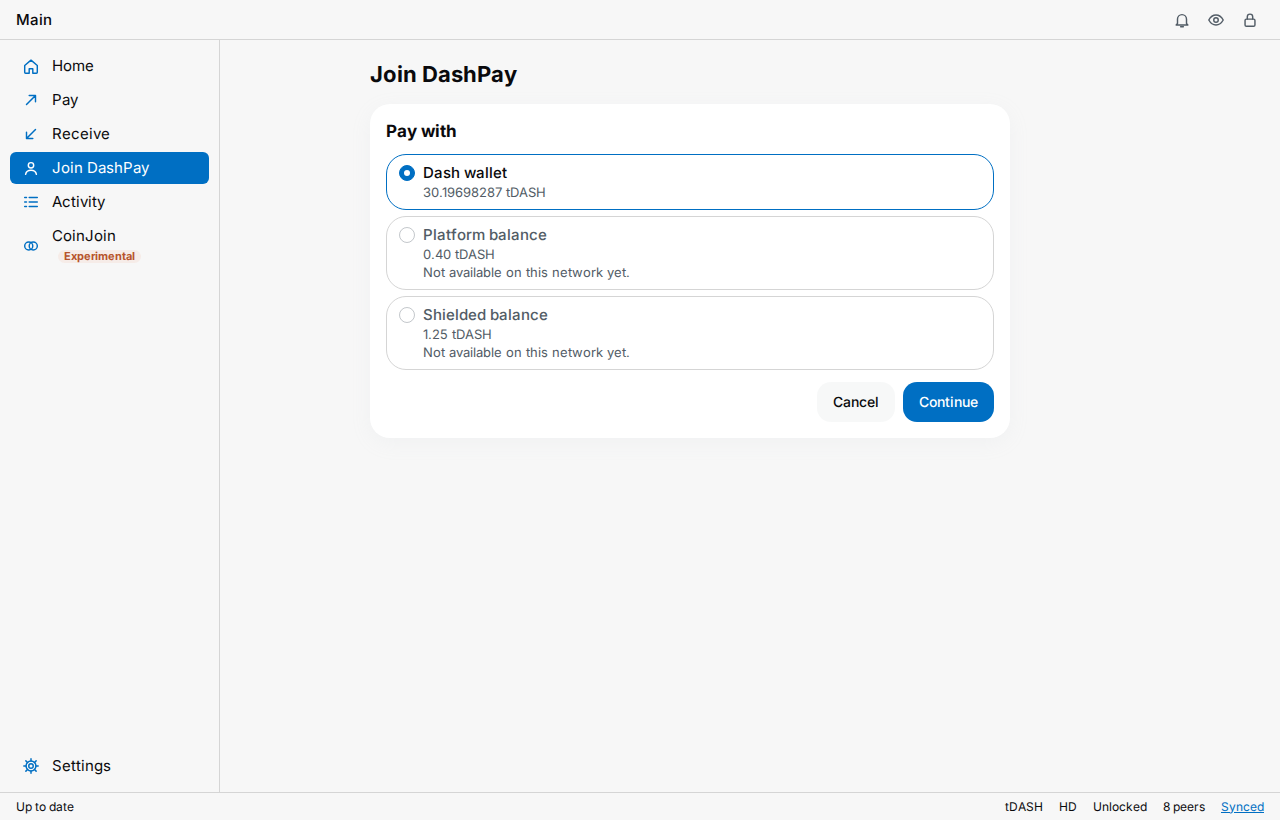 Main
Home
Pay
Receive
Join DashPay
Activity
CoinJoin
Experimental
Settings
Join DashPay
Pay with
Dash wallet
30.19698287 tDASH
Platform balance
0.40 tDASH
Not available on this network yet.
Shielded balance
1.25 tDASH
Not available on this network yet.
Cancel Continue
Up to date tDASH HD Unlocked 8 peers Synced